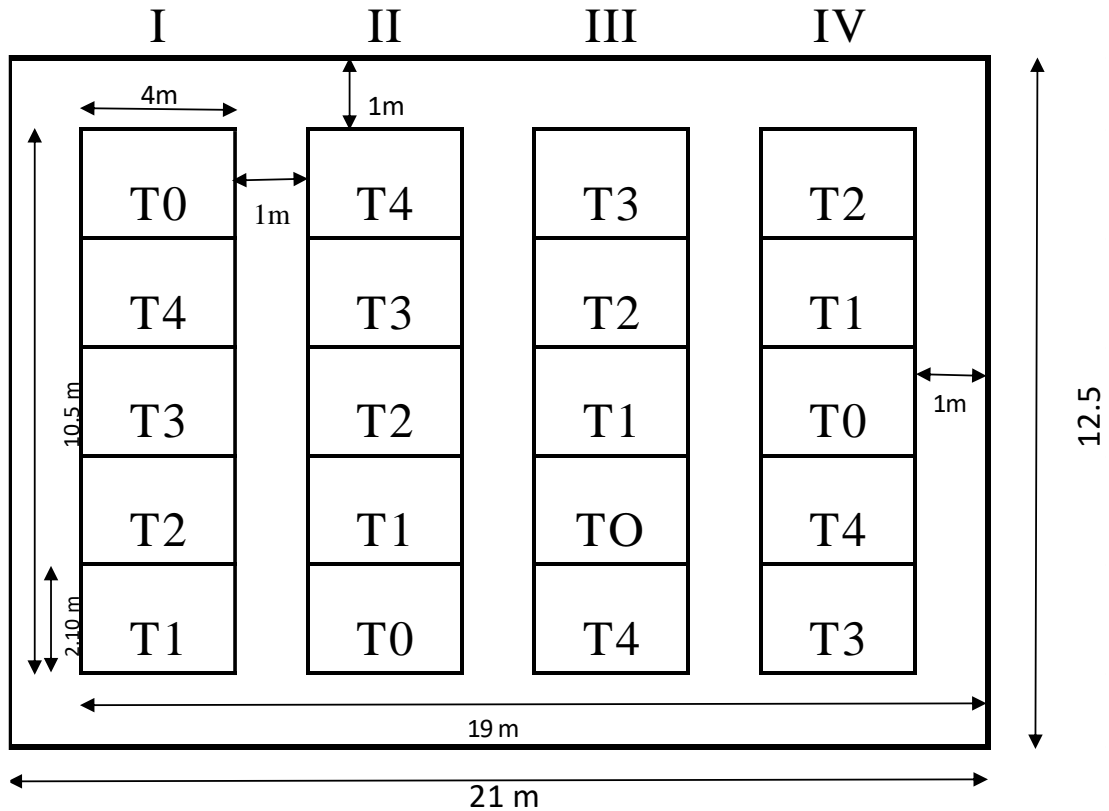 I II III IV
4m
1m
1m
T0 T4 T3 T2
T4 T3 T2 T1
10.5 m
T3 T2 T1 T0
1m
12.5
T2 T1 TO T4
2.10 m
T1 T0 T4 T3
19 m
21 m